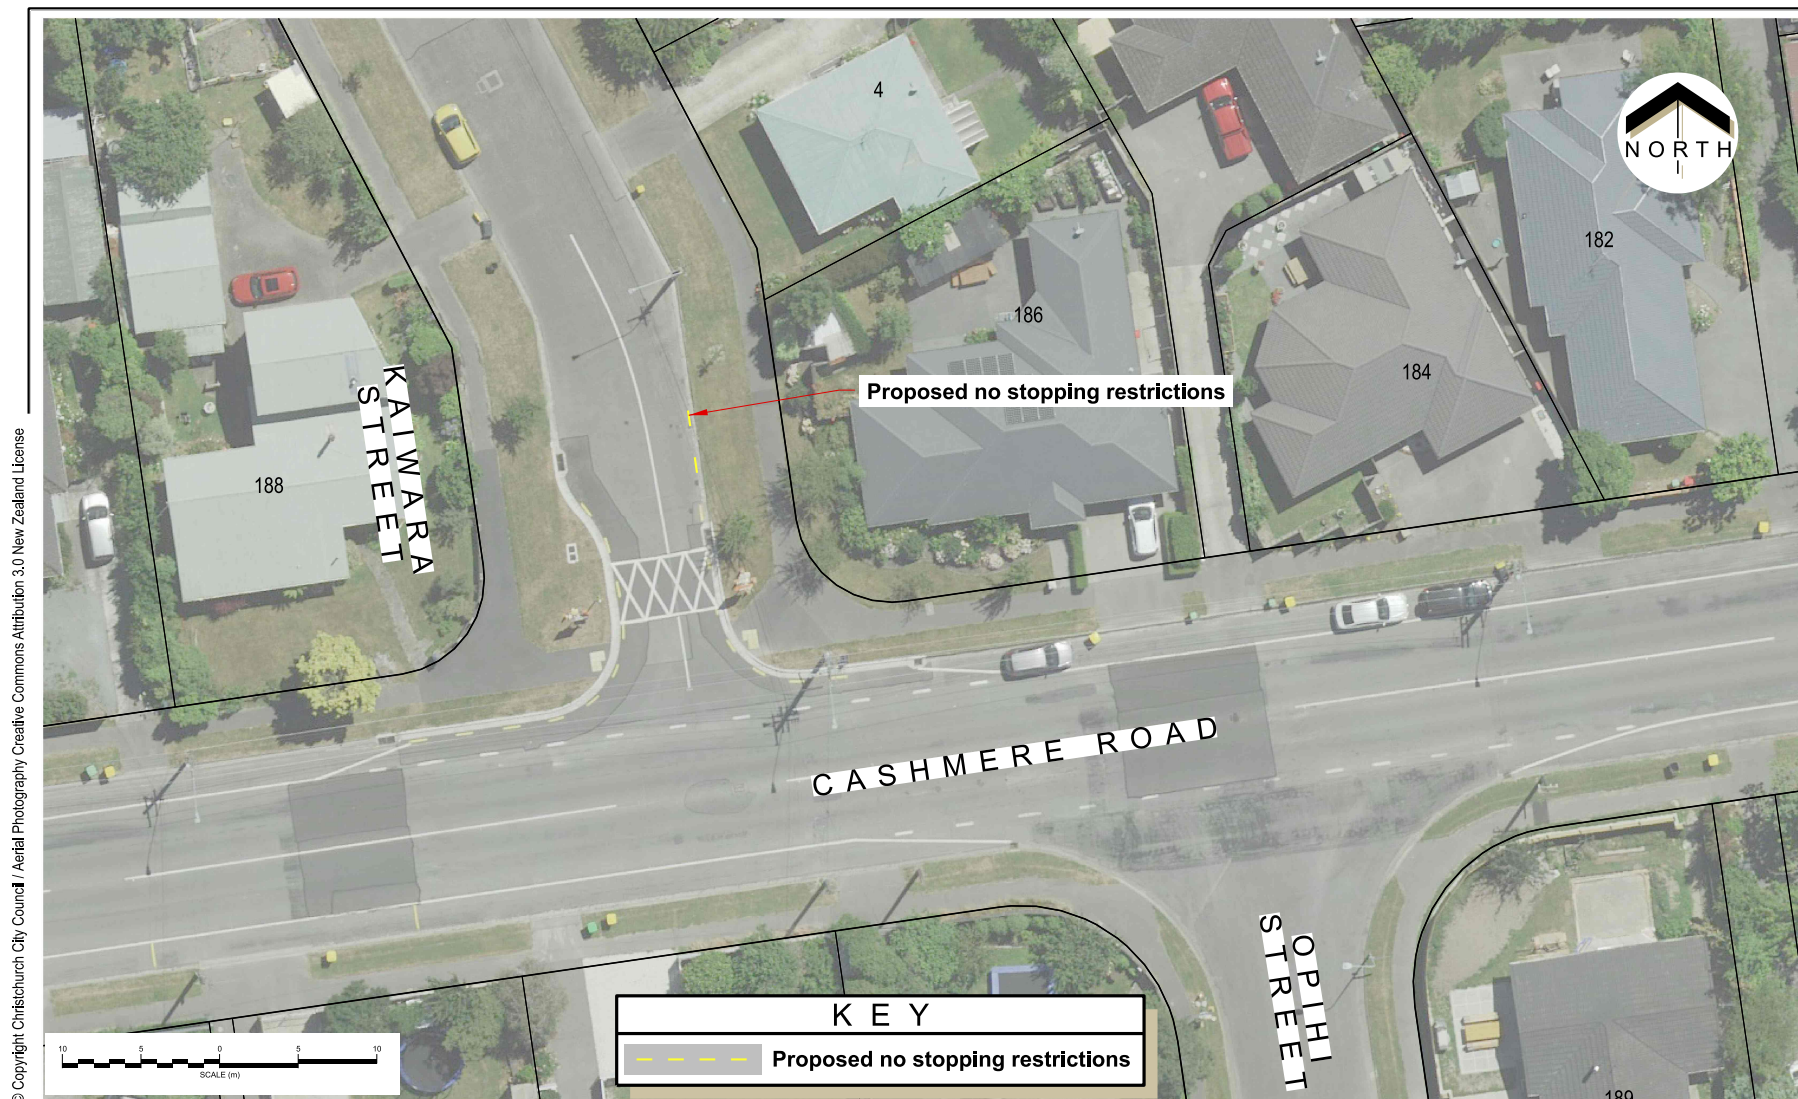 4
NORTH
182
186
184
Proposed no stopping restrictions
KAIWARA
STREET
188
CASHMERE ROAD
OPIHI
STREET
KEY
Proposed no stopping restrictions
10 5 0 5 10
SCALE (m)
189
© Copyright Christchurch City Council / Aerial Photography Creative Commons Attribution 3.0 New Zealand License